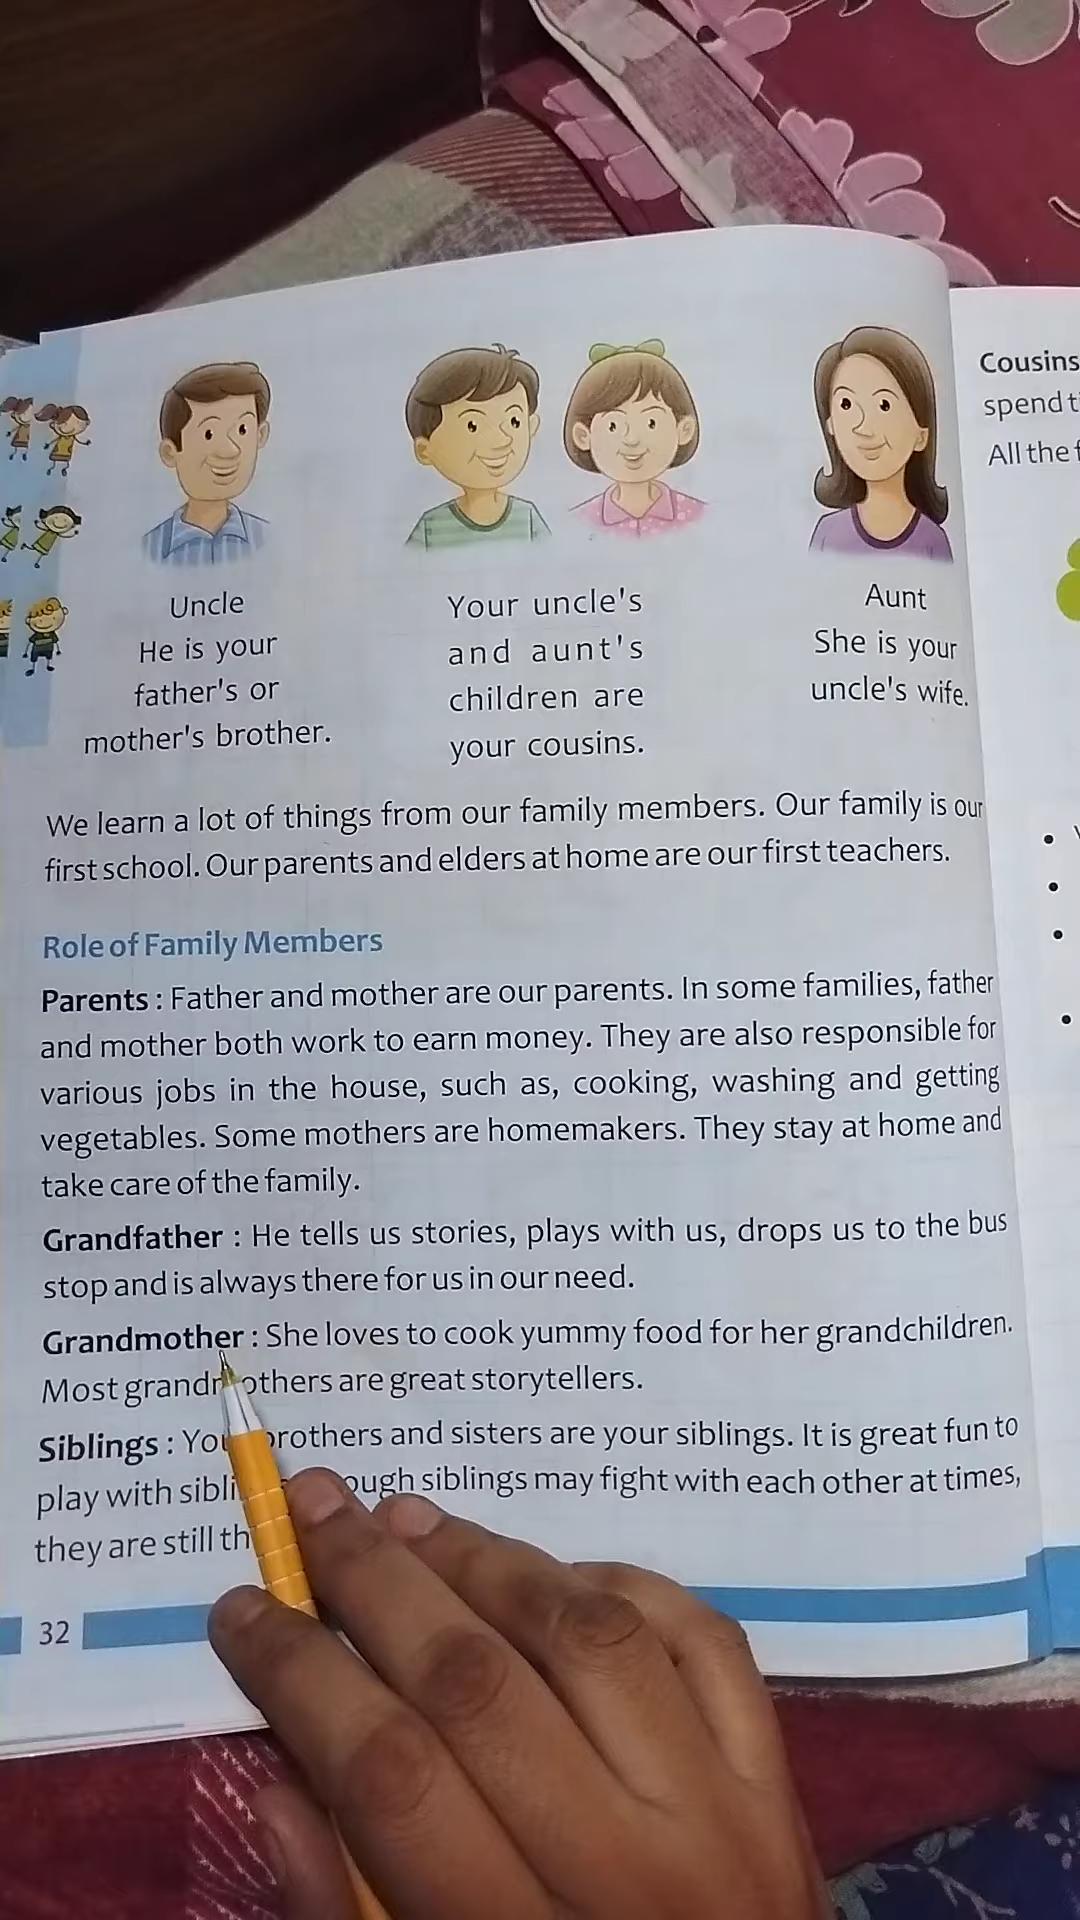 Uncle
He is your
father's or
mother's brother.
Your uncle's
and aunt's
children are
your cousins.
Aunt
She is your
uncle's wife.
We learn a lot of things from our family members. Our family is our
first school. Our parents and elders at home are our first teachers.
Role of Family Members
Parents : Father and mother are our parents. In some families, father
and mother both work to earn money. They are also responsible for
various jobs in the house, such as, cooking, washing and getting
vegetables. Some mothers are homemakers. They stay at home and
take care of the family.
Grandfather : He tells us stories, plays with us, drops us to the bus
stop and is always there for us in our need.
Grandmother : She loves to cook yummy food for her grandchildren.
Most grandmothers are great storytellers.
Siblings : Your brothers and sisters are your siblings. It is great fun to
play with siblings may fight with each other at times,
they are still
32
Cousins
spend
All the